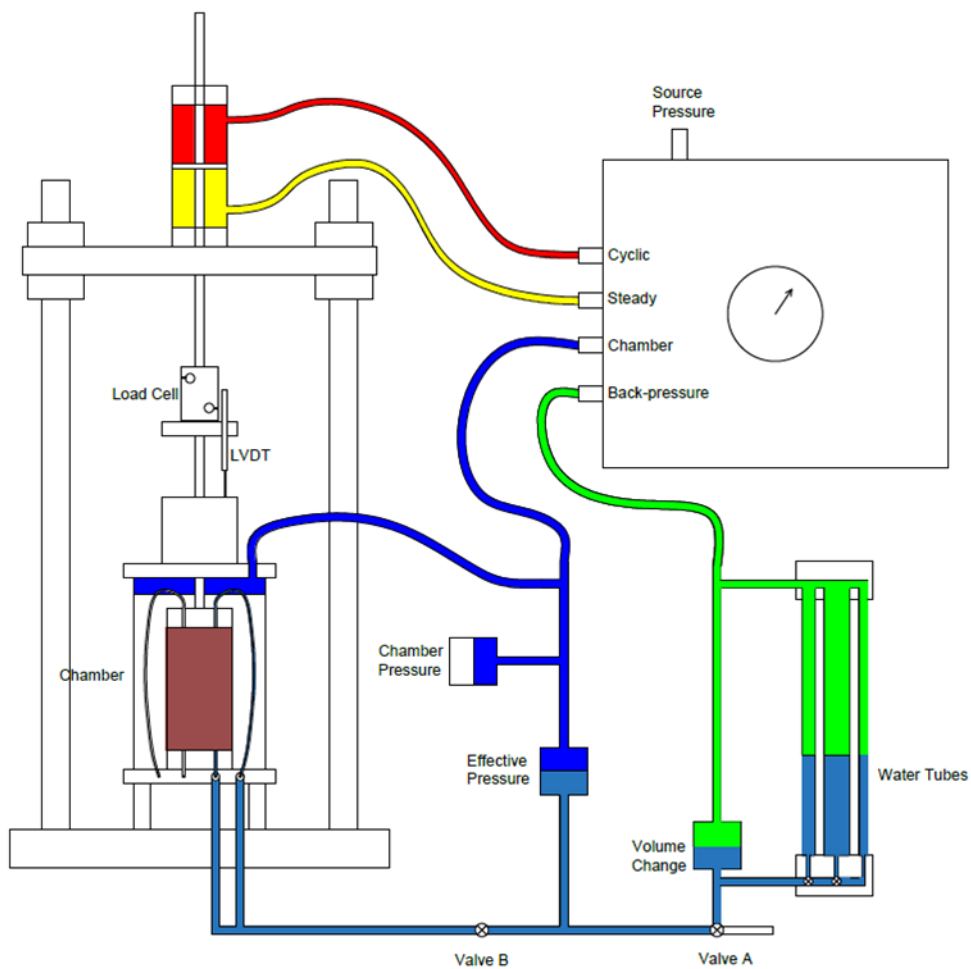 Source
Pressure
Cyclic
Steady
Chamber
Back-pressure
Load Cell
LVDT
Chamber
Chamber
Pressure
Effective
Pressure
Volume
Change
Water Tubes
Valve B
Valve A